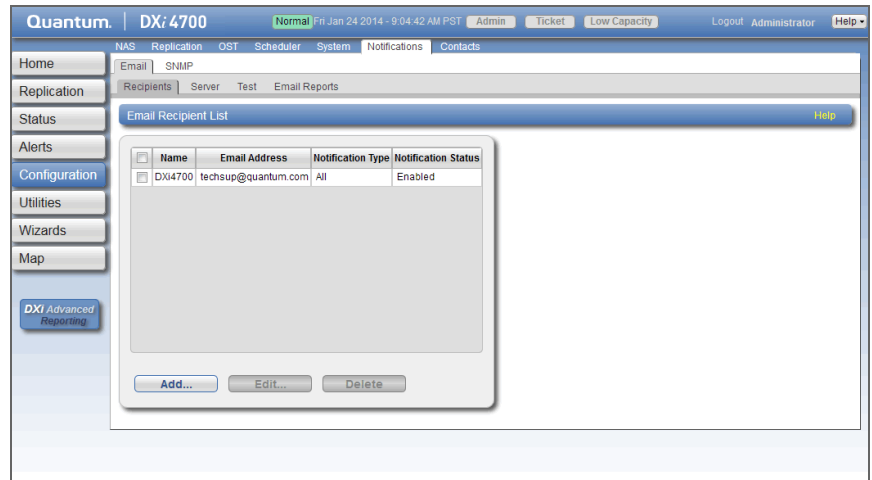 Quantum. DXi 4700 Normal Fri Jan 24 2014 - 9:04:42 AM PST Admin Ticket Low Capacity Logout Administrator Help
NAS Replication OST Scheduler System Notifications Contacts
Home
Replication
Status
Alerts
Configuration
Utilities
Wizards
Map
DXi Advanced
Reporting
Email SNMP
Recipients Server Test Email Reports
Email Recipient List Help
Name Email Address Notification Type Notification Status
DXi4700 techsup@quantum.com All Enabled
Add... Edit... Delete